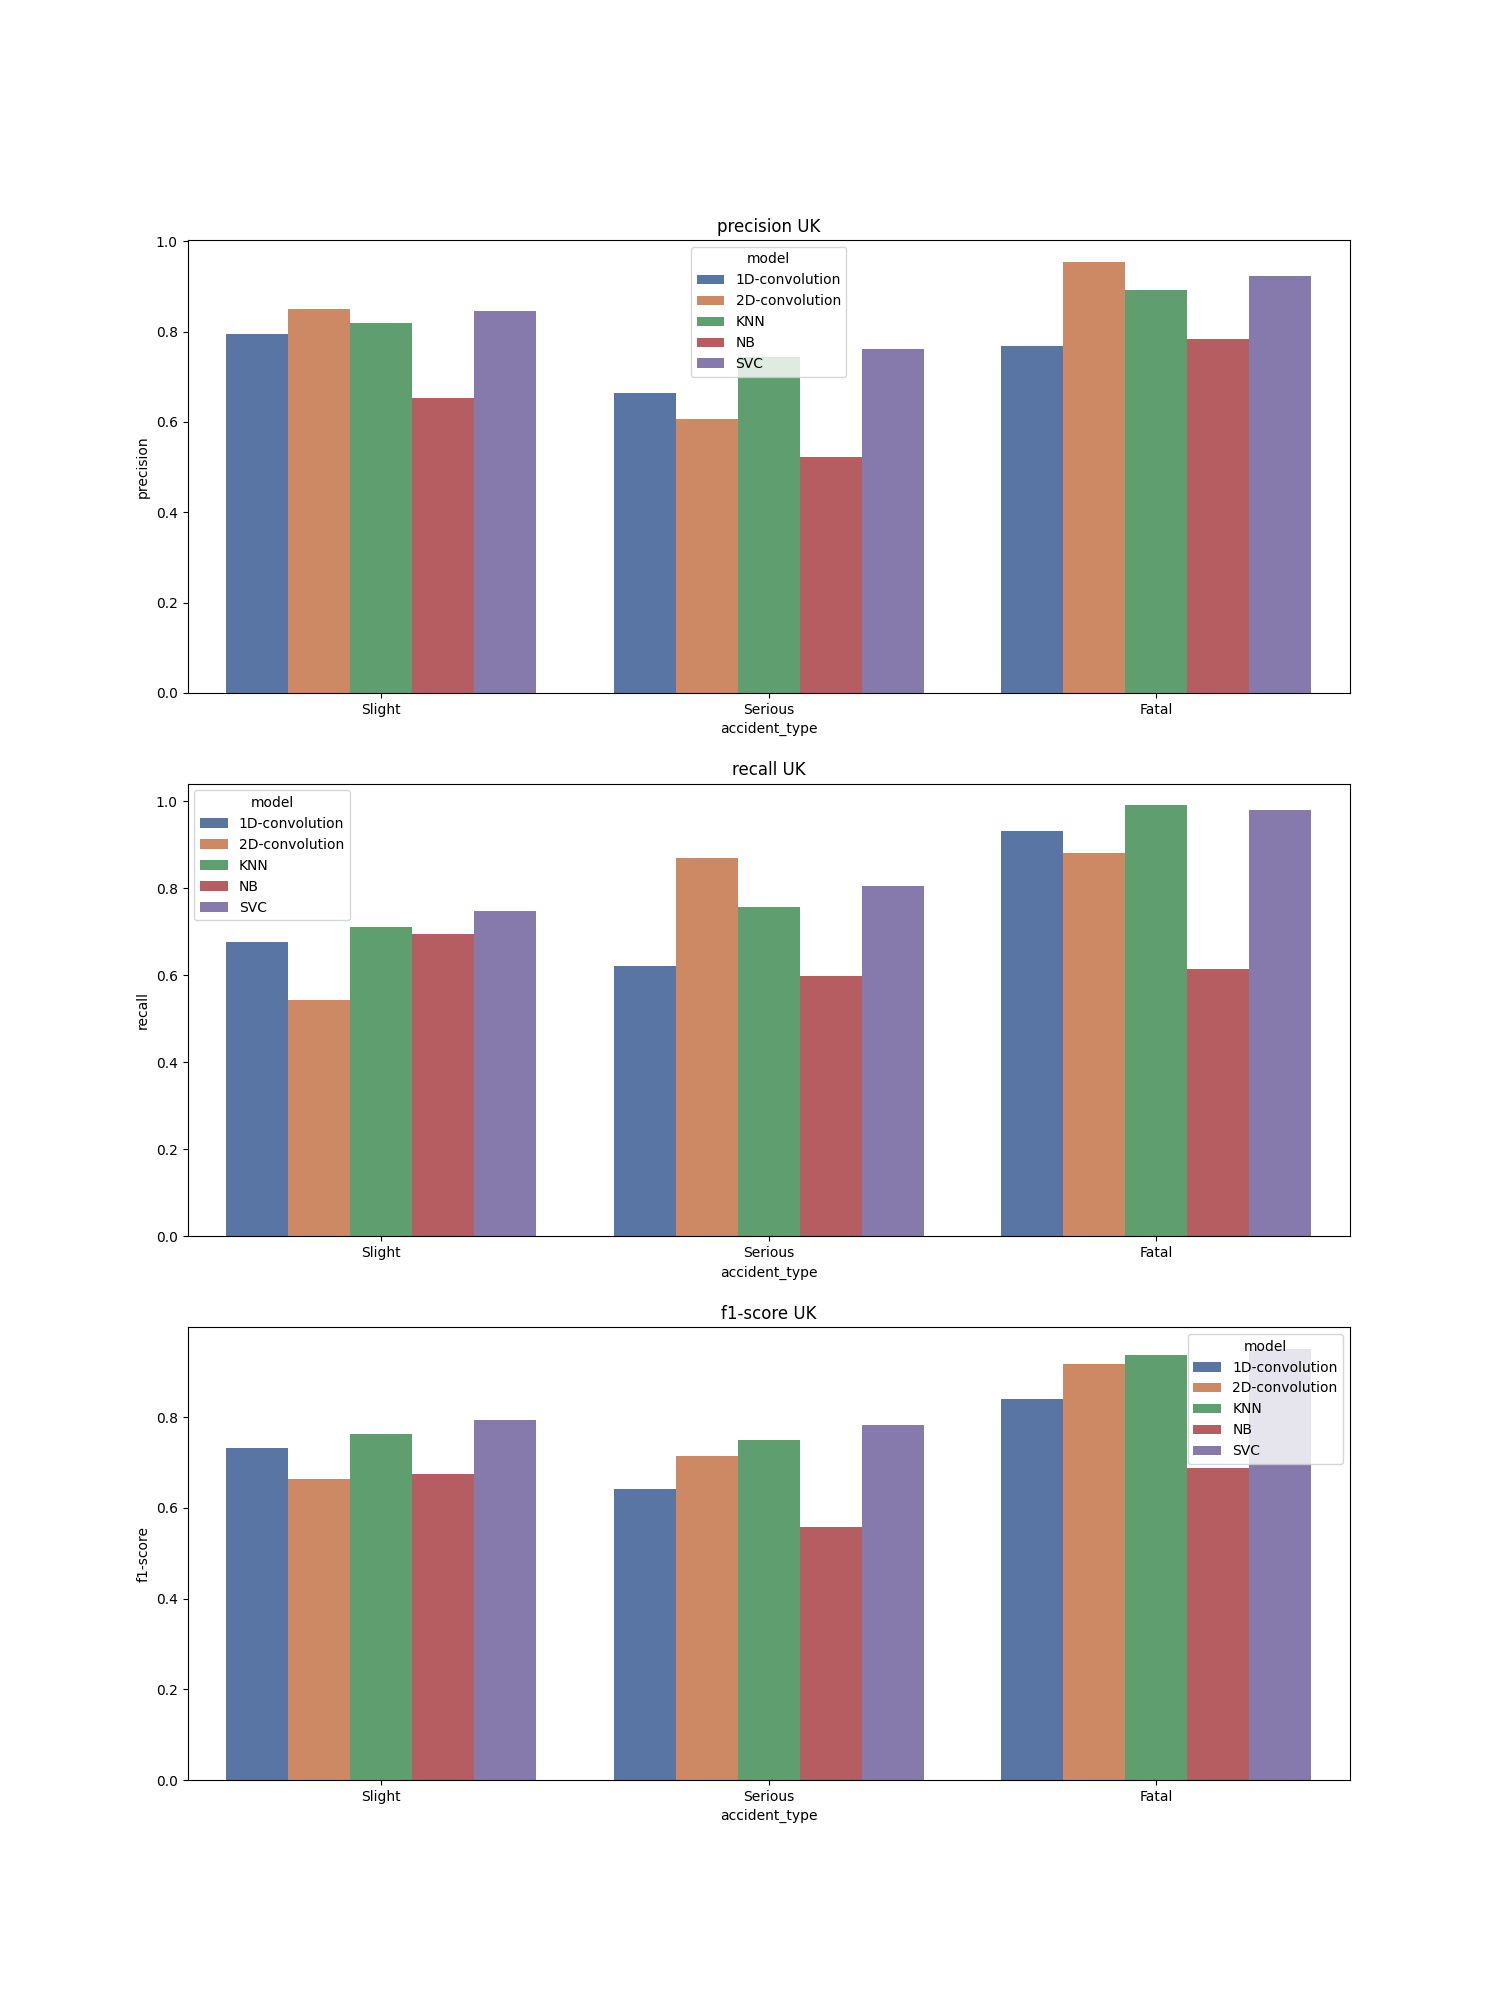 precision UK
model
1D-convolution
2D-convolution
KNN
NB
SVC
1.0
0.8
0.6
0.4
0.2
0.0
precision
Slight Serious Fatal
accident_type
recall UK
model
1D-convolution
2D-convolution
KNN
NB
SVC
1.0
0.8
0.6
0.4
0.2
0.0
recall
Slight Serious Fatal
accident_type
f1-score UK
model
1D-convolution
2D-convolution
KNN
NB
SVC
0.8
0.6
0.4
0.2
0.0
f1-score
Slight Serious Fatal
accident_type